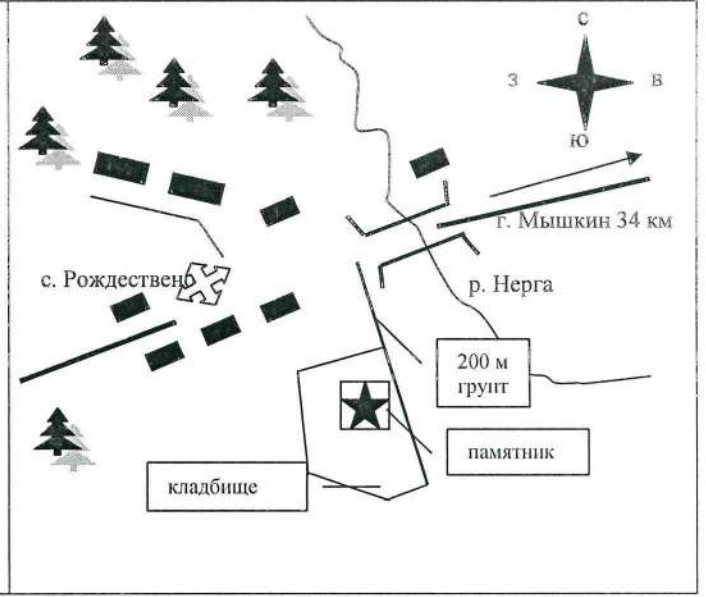 С
З
В
Ю
г. Мышкин 34 км
с. Рождествено
р. Нерга
200 м
грунт
памятник
кладбище